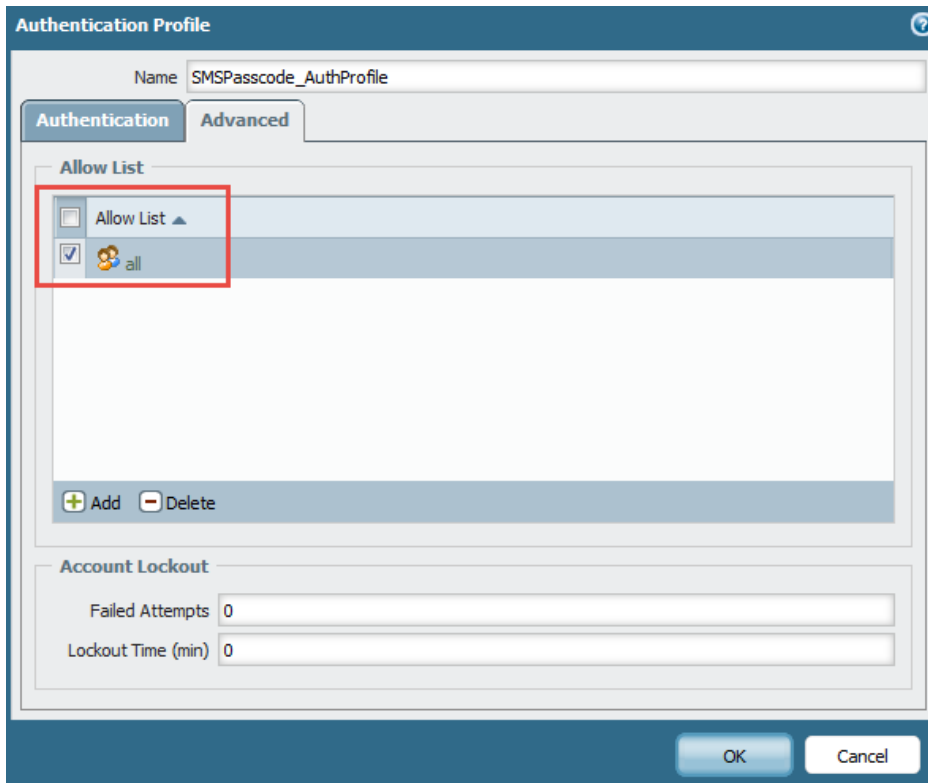 Authentication Profile
Name SMSPasscode_AuthProfile
Authentication Advanced
Allow List
Allow List
all
Add Delete
Account Lockout
Failed Attempts 0
Lockout Time (min) 0
OK Cancel